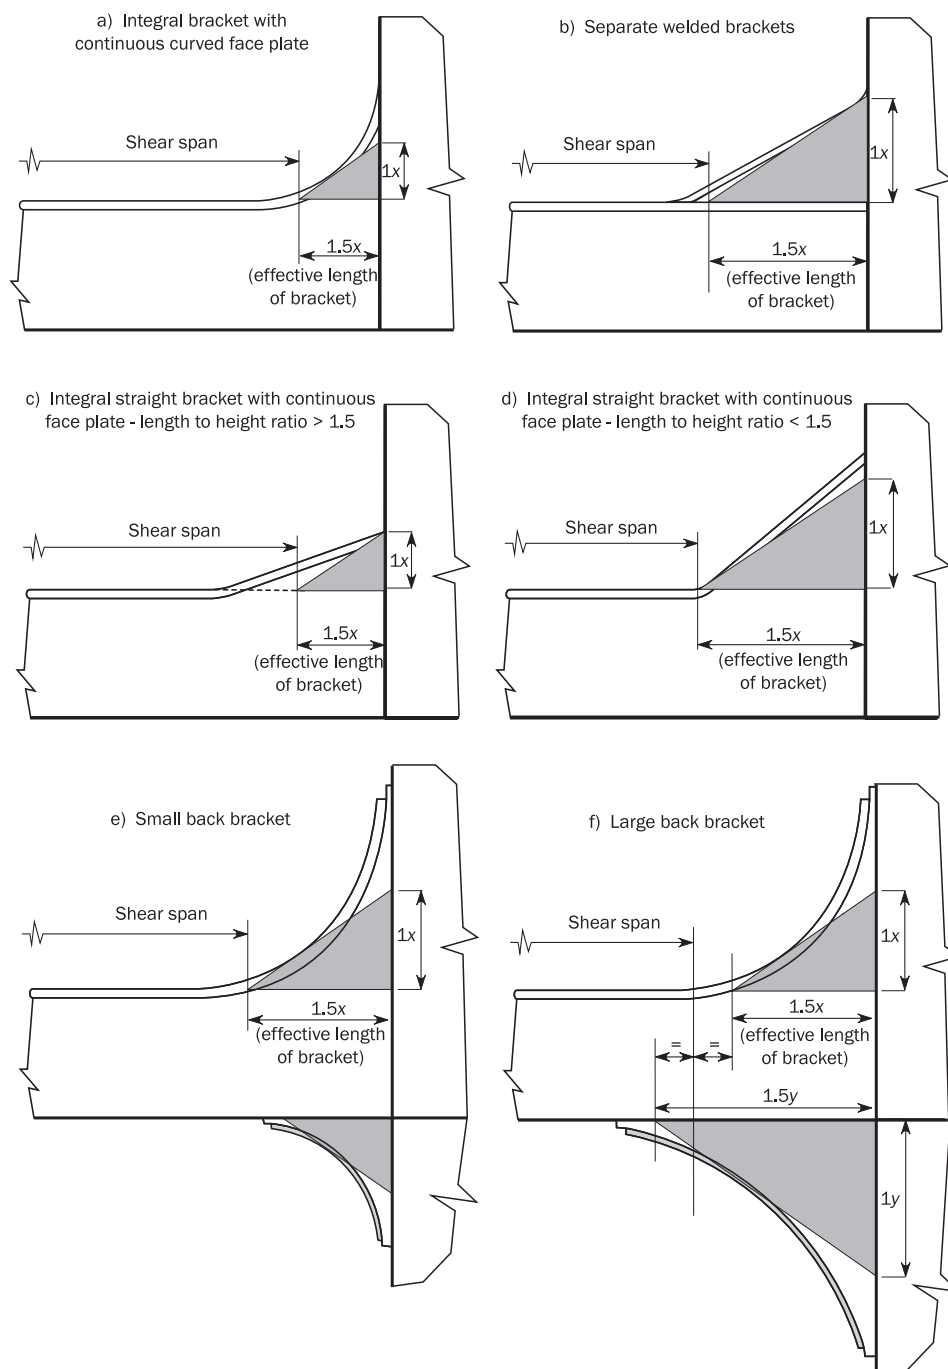 a) Integral bracket with
continuous curved face plate
Shear span
1x
1.5x
(effective length
of bracket)
b) Separate welded brackets
Shear span
1x
1.5x
(effective length
of bracket)
c) Integral straight bracket with continuous
face plate - length to height ratio > 1.5
Shear span
1x
1.5x
(effective length
of bracket)
d) Integral straight bracket with continuous
face plate - length to height ratio < 1.5
Shear span
1x
1.5x
(effective length
of bracket)
e) Small back bracket
Shear span
1x
1.5x
(effective length
of bracket)
f) Large back bracket
Shear span
1x
1.5x
(effective length
of bracket)
= =
1.5y
1y